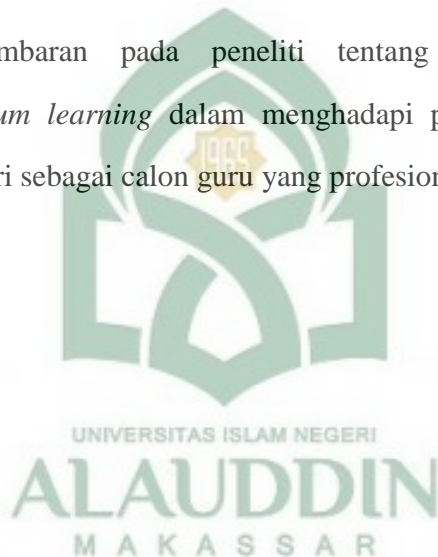 mbaran pada peneliti tentang
um learning dalam menghadapi p
ri sebagai calon guru yang profesion
1965
UNIVERSITAS ISLAM NEGERI
ALAUDDIN
MAKASSAR